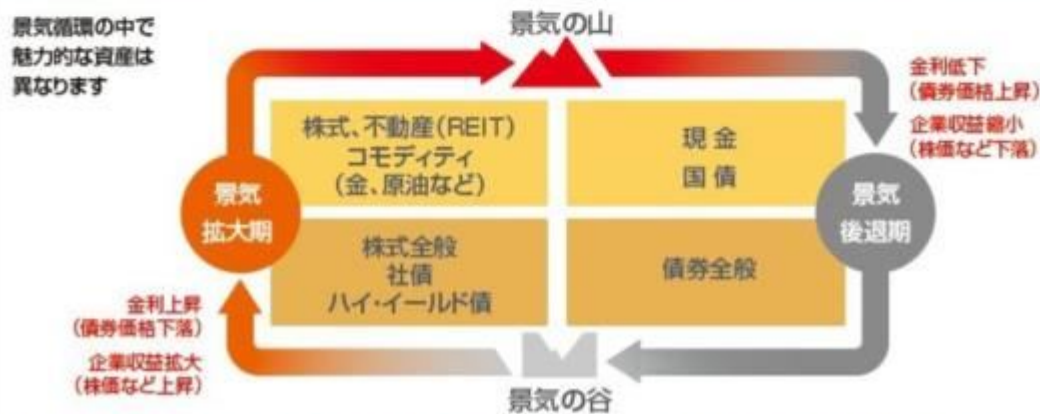 景気循環の中で
魅力的な資産は
異なります
景気の山
金利低下
(債券価格上昇)
企業収益縮小
(株価など下落)
株式、不動産(REIT)
コモディティ
(金、原油など)
現金
国債
景気
拡大期
景気
後退期
株式全般
社債
ハイ・イールド債
債券全般
金利上昇
(債券価格下落)
企業収益拡大
(株価など上昇)
景気の谷